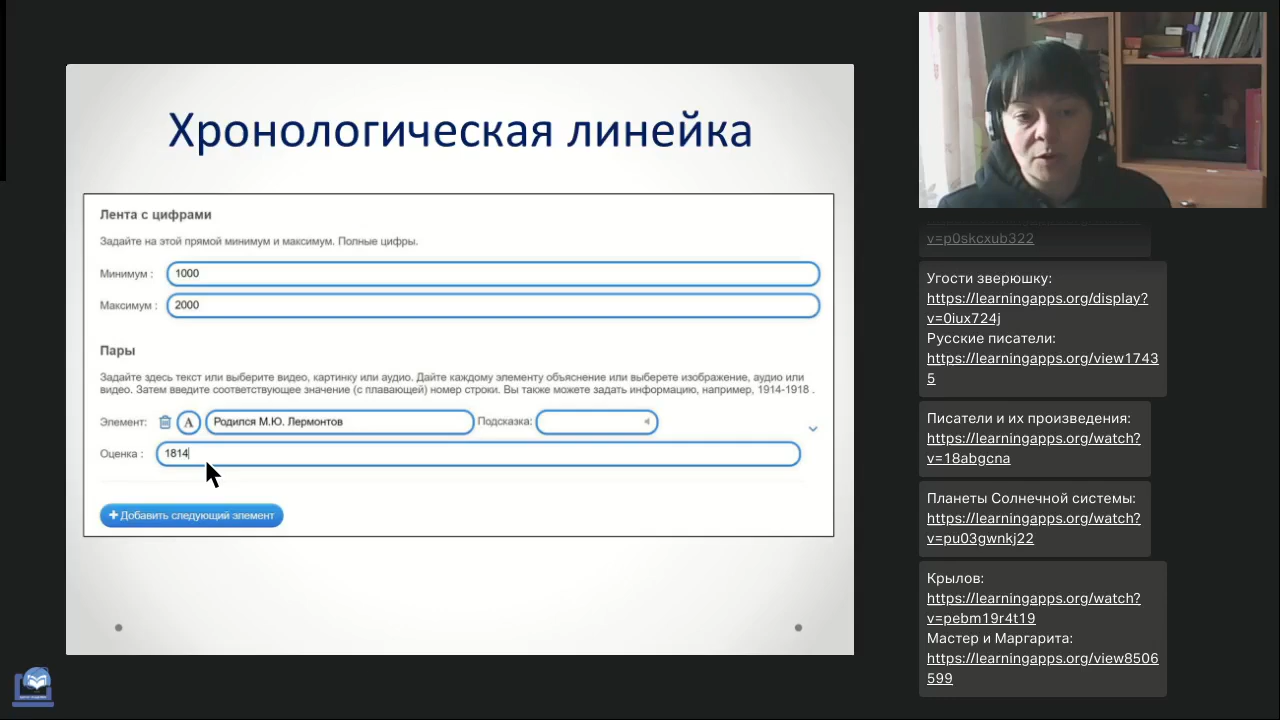 Хронологическая линейка
Лента с цифрами
Задайте на этой прямой минимум и максимум. Полные цифры.
Минимум : 1000
Максимум : 2000
Пары
Задайте здесь текст или выберите видео, картинку или аудио. Дайте каждому элементу объяснение или выберете изображение, аудио или
видео. Затем введите соответствующее значение (с плавающей) номер строки. Вы также можете задать информацию, например, 1914-1918 .
Элемент: A Родился М.Ю. Лермонтов Подсказка:
Оценка : 1814
+ Добавить следующий элемент
v=p0skcxub322
Угости зверюшку:
https://learningapps.org/display?
v=0iux724j
Русские писатели:
https://learningapps.org/view1743
5
Писатели и их произведения:
https://learningapps.org/watch?
v=18abgcna
Планеты Солнечной системы:
https://learningapps.org/watch?
v=pu03gwnkj22
Крылов:
https://learningapps.org/watch?
v=pebm19r4t19
Мастер и Маргарита:
https://learningapps.org/view8506
599